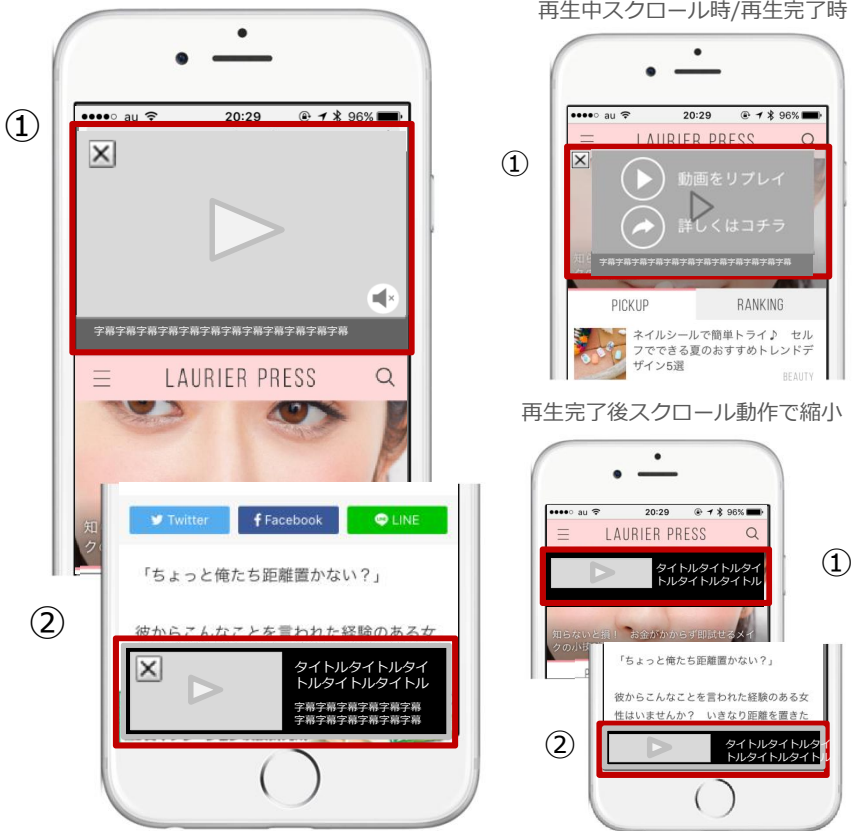 ①
●●●●○ au 20:29 96%
字幕字幕字幕字幕字幕字幕字幕字幕字幕字幕字幕字幕
LAURIER PRESS
知
ク
Twitter
Facebook
LINE
「ちょっと俺たち距離置かない?」
彼からこんなことを言われた経験のある女
②
タイトルタイトルタイ
トルタイトルタイトル
字幕字幕字幕字幕字幕字幕
字幕字幕字幕字幕字幕字幕
再生中スクロール時/再生完了時
●●●●○ au 20:29 96%
LAURIER PRESS
①
動画をリプレイ
詳しくはコチラ
字幕字幕字幕字幕字幕字幕字幕字幕字幕字幕字幕字幕
PICKUP
RANKING
ネイルシールで簡単トライ♪ セル
フでできる夏のおすすめトレンドデ
ザイン5選
BEAUTY
再生完了後スクロール動作で縮小
●●●●○ au 20:29 96%
LAURIER PRESS
タイトルタイトルタイ
トルタイトルタイトル
①
知らないと損! お金がかからず即試せるメイ
クの小技
「ちょっと俺たち距離置かない?」
彼からこんなことを言われた経験のある女
性はいませんか? いきなり距離を置きた
②
タイトルタイトルタイ
トルタイトルタイトル